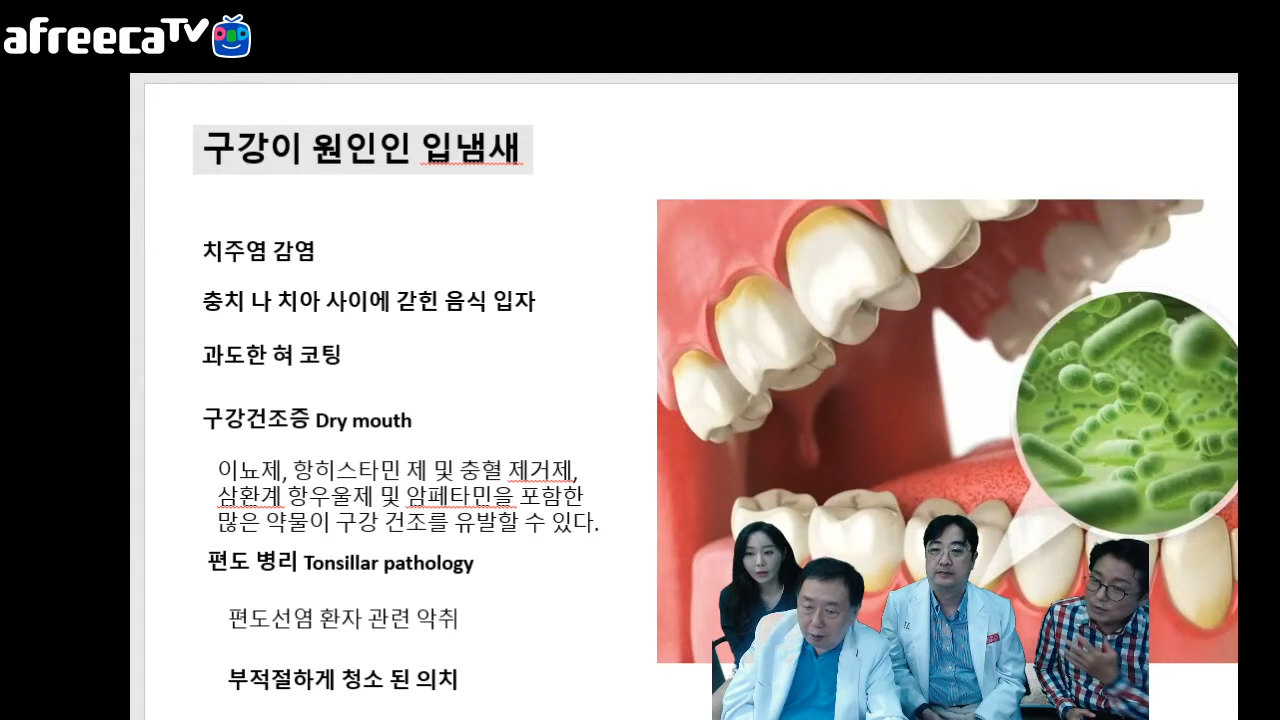 afreecaTV
구강이 원인인 입냄새
치주염 감염
충치 나 치아 사이에 갇힌 음식 입자
과도한 혀 코팅
구강건조증 Dry mouth
이뇨제, 항히스타민 제 및 충혈 제거제,
삼환계 항우울제 및 암페타민을 포함한
많은 약물이 구강 건조를 유발할 수 있다.
편도 병리 Tonsillar pathology
편도선염 환자 관련 악취
부적절하게 청소 된 의치